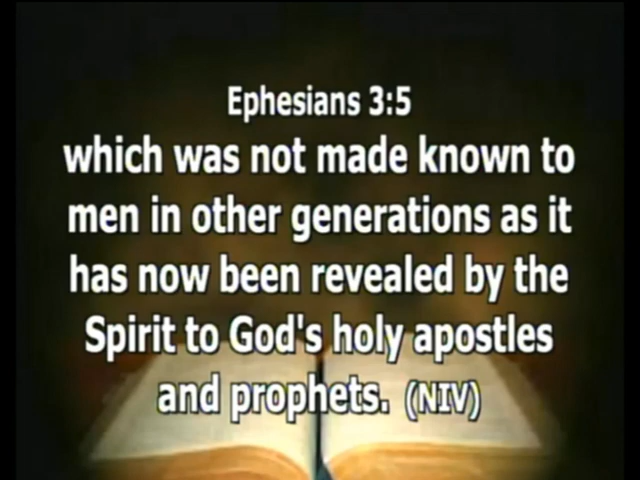 Ephesians 3:5
which was not made known to
men in other generations as it
has now been revealed by the
Spirit to God's holy apostles
and prophets. (NIV)